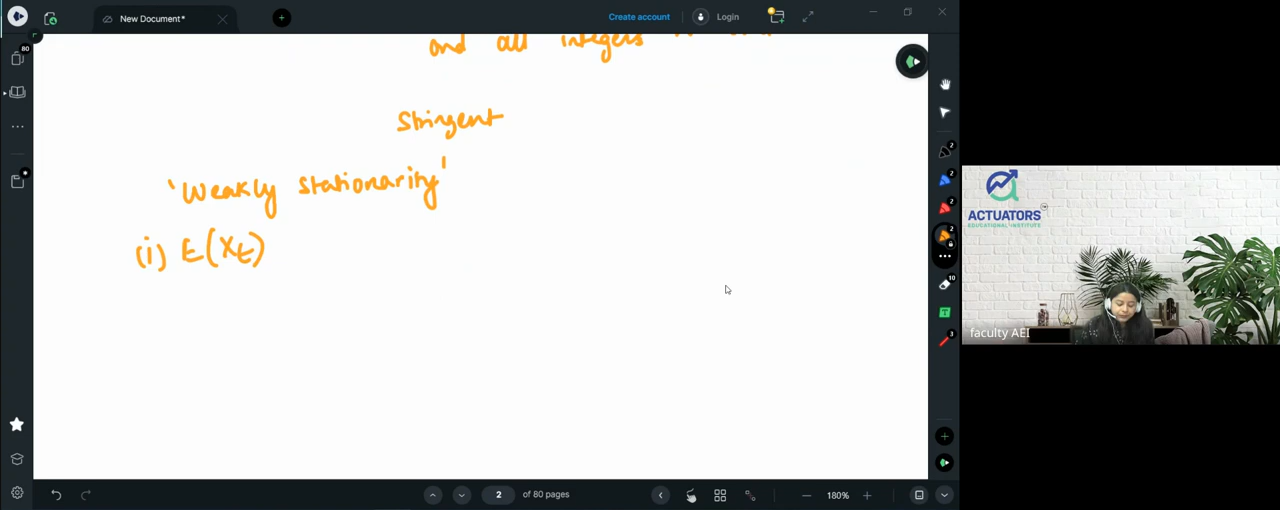 New Document*
Create account
Login
and all integers
Stringent
'Weakly stationarity'
(i) E(Xt)
ACTUATORS
EDUCATIONAL INSTITUTE
faculty AEI
2 of 80 pages
180%